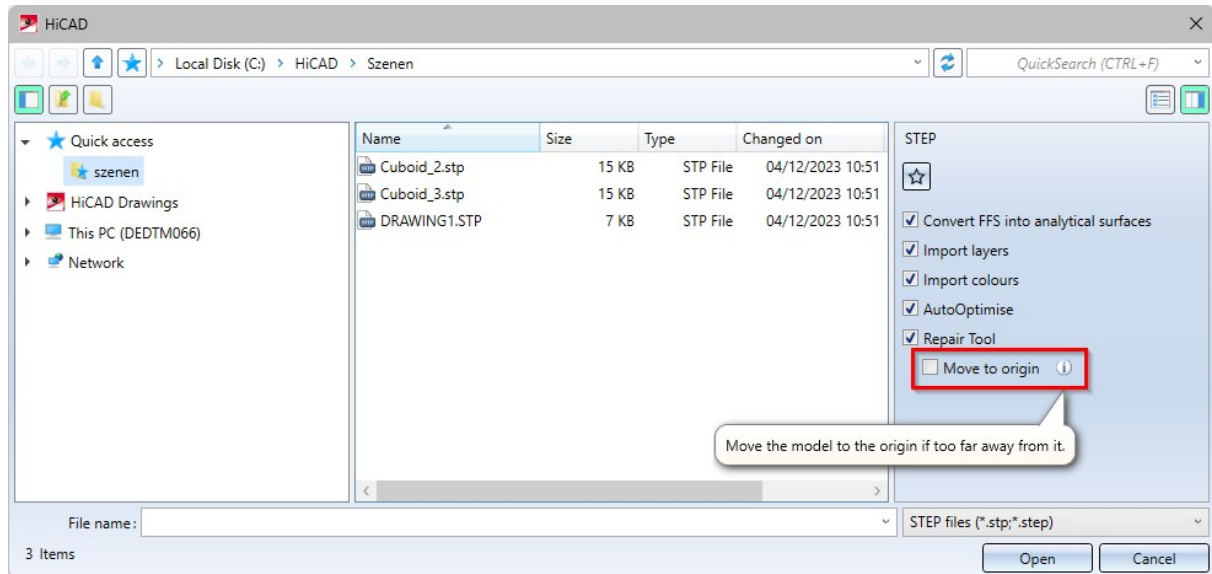 HiCAD
Local Disk (C:) > HiCAD > Szenen
QuickSearch (CTRL+F)
Quick access
szenen
HiCAD Drawings
This PC (DEDTM066)
Network
Name Size Type Changed on
Cuboid_2.stp 15 KB STP File 04/12/2023 10:51
Cuboid_3.stp 15 KB STP File 04/12/2023 10:51
DRAWING1.STP 7 KB STP File 04/12/2023 10:51
STEP
Convert FFS into analytical surfaces
Import layers
Import colours
AutoOptimise
Repair Tool
Move to origin
Move the model to the origin if too far away from it.
File name:
STEP files (*.stp;*.step)
3 Items
Open Cancel